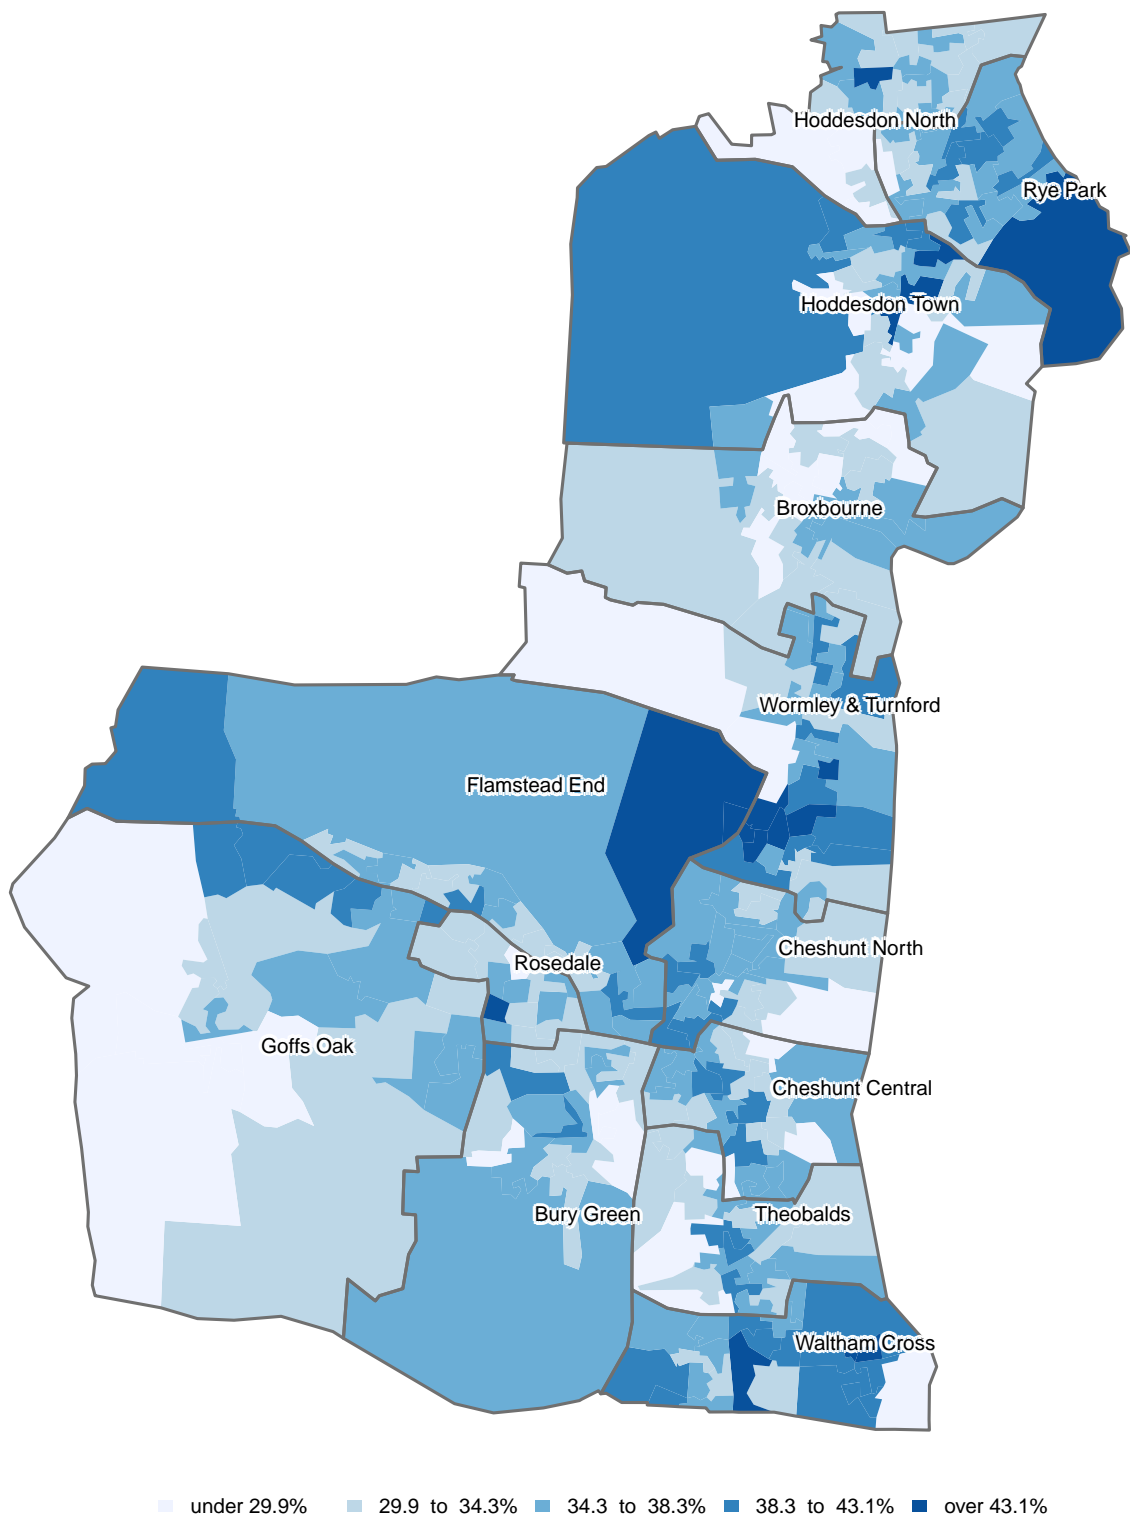 Hoddesdon North
Rye Park
Hoddesdon Town
Broxbourne
Wormley & Turnford
Flamstead End
Cheshunt North
Rosedale
Goffs Oak
Cheshunt Central
Bury Green
Theobalds
Waltham Cross
under 29.9% 29.9 to 34.3% 34.3 to 38.3% 38.3 to 43.1% over 43.1%